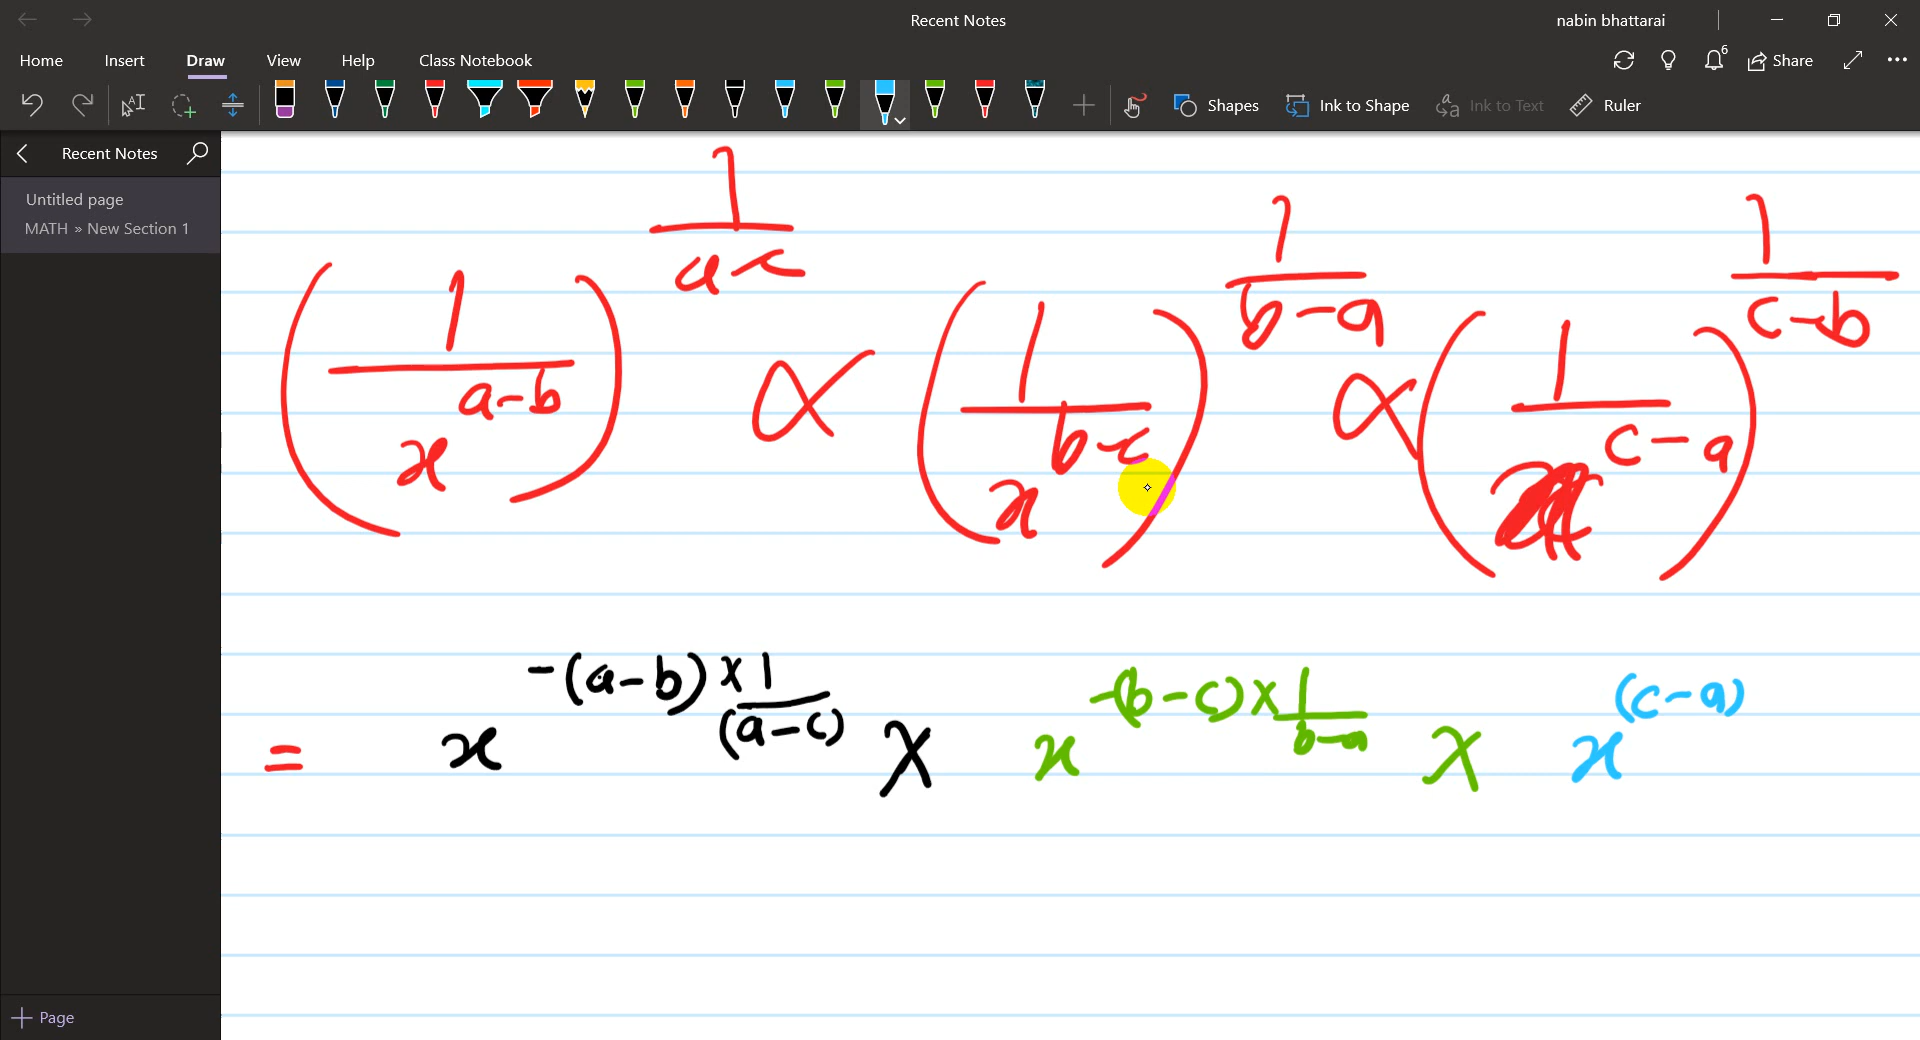 Recent Notes
nabin bhattarai
Home Insert Draw View Help Class Notebook
6
Share
Shapes Ink to Shape Ink to Text Ruler
Recent Notes
Untitled page
MATH » New Section 1
(1/x^(a-b))^(1/(a-c)) × (1/x^(b-c))^(1/(b-a)) × (1/x^(c-a))^(1/(c-b))
= x^(-(a-b)×1/(a-c)) × x^(-(b-c)×1/(b-a)) × x^((c-a))
Page